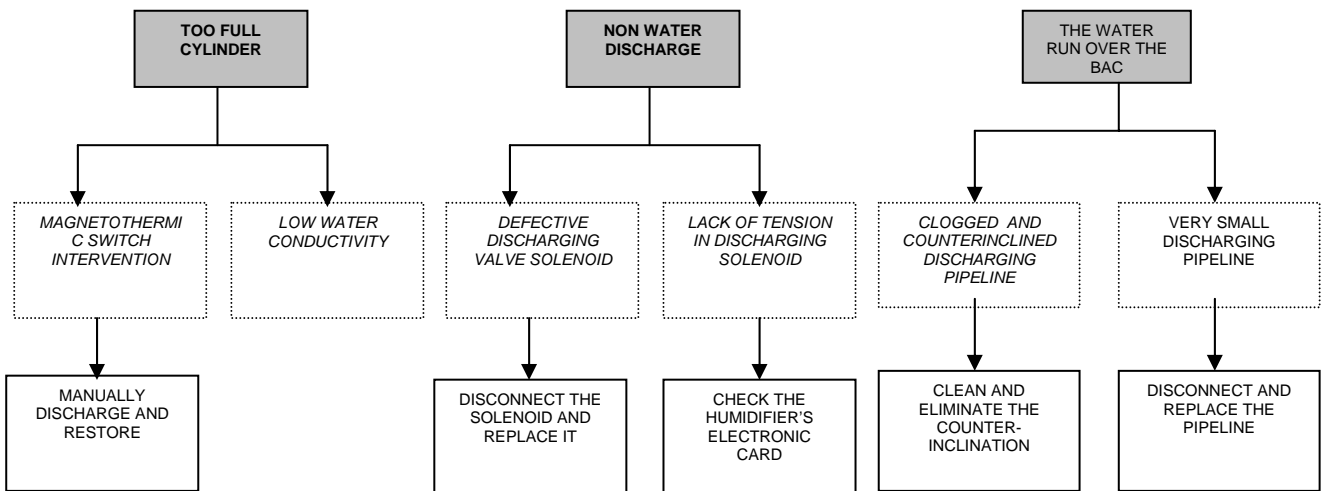 TOO FULL
CYLINDER
NON WATER
DISCHARGE
THE WATER
RUN OVER THE
BAC
MAGNETOTHERMI
C SWITCH
INTERVENTION
LOW WATER
CONDUCTIVITY
DEFECTIVE
DISCHARGING
VALVE SOLENOID
LACK OF TENSION
IN DISCHARGING
SOLENOID
CLOGGED AND
COUNTERINCLINED
DISCHARGING
PIPELINE
VERY SMALL
DISCHARGING
PIPELINE
MANUALLY
DISCHARGE AND
RESTORE
DISCONNECT THE
SOLENOID AND
REPLACE IT
CHECK THE
HUMIDIFIER’S
ELECTRONIC
CARD
CLEAN AND
ELIMINATE THE
COUNTER-
INCLINATION
DISCONNECT AND
REPLACE THE
PIPELINE